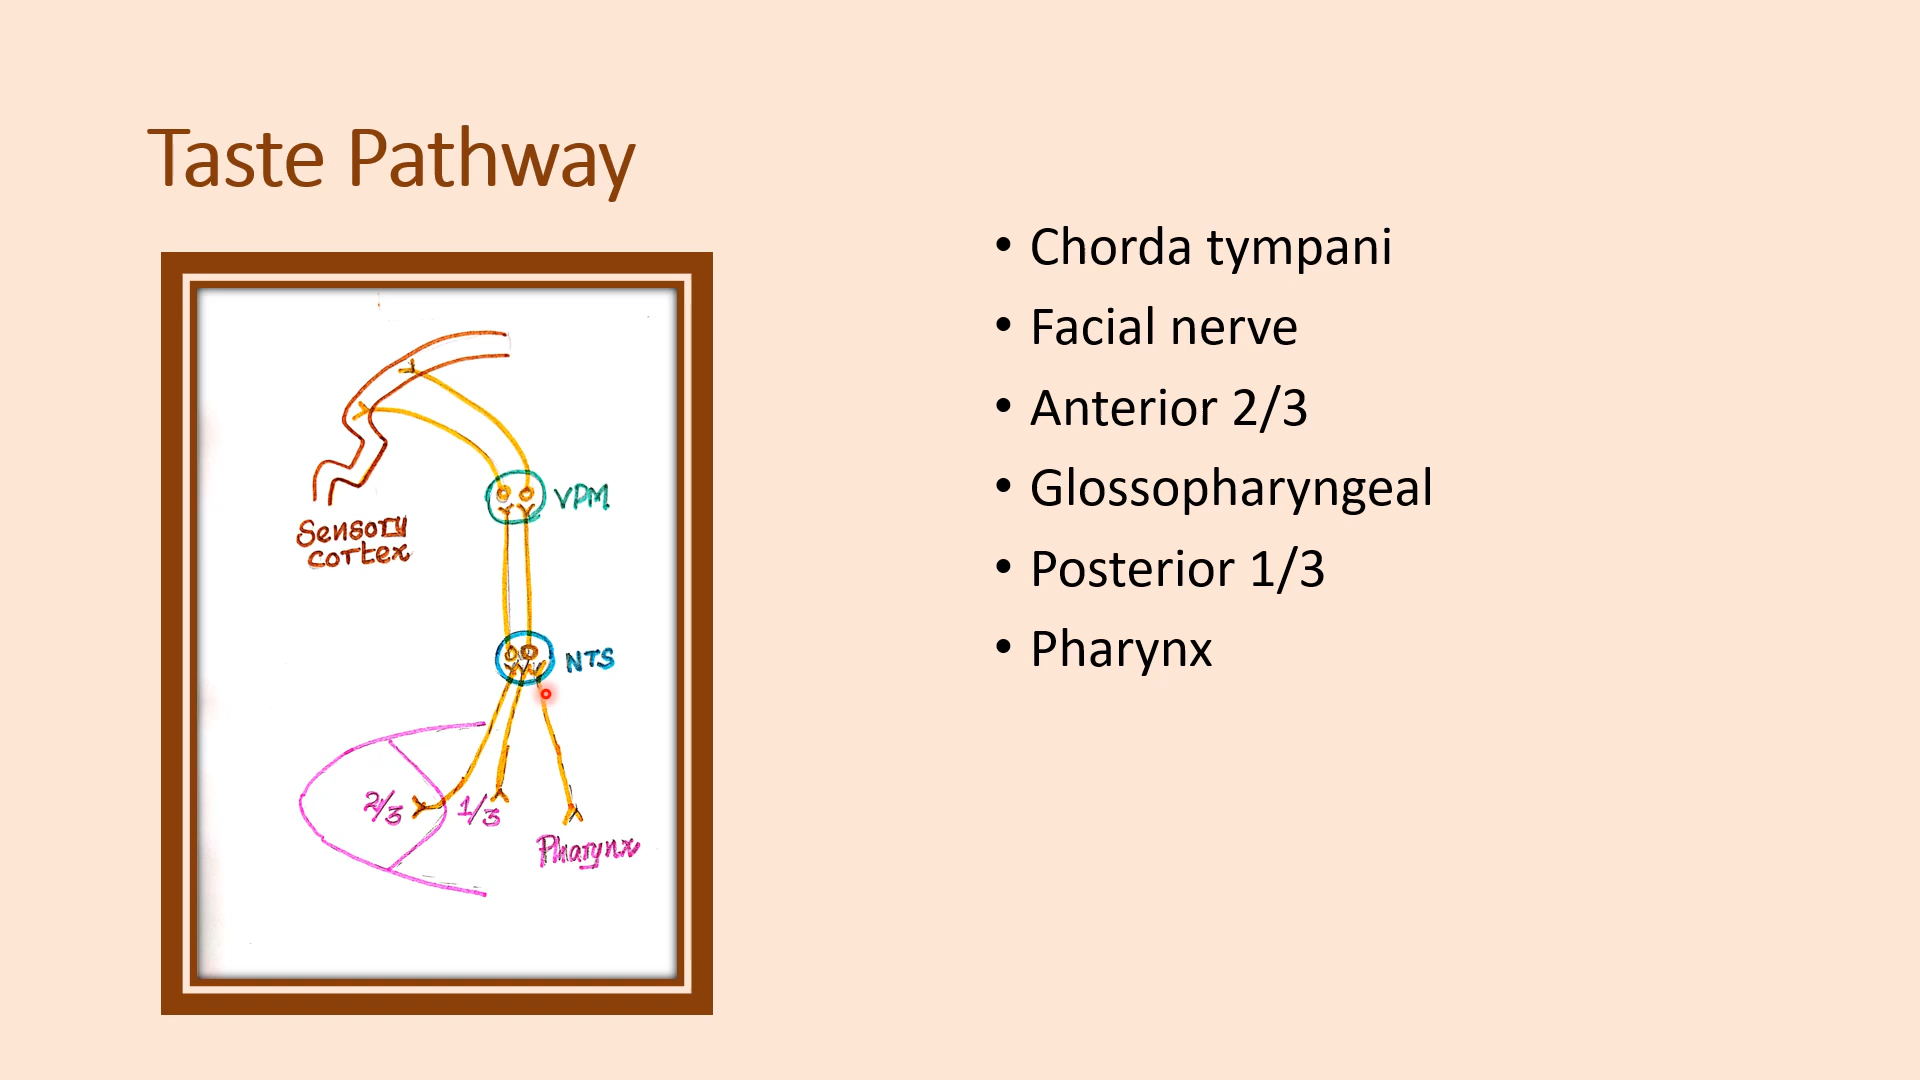 Taste Pathway
Sensory
cortex
VPM
NTS
2/3
1/3
Pharynx
• Chorda tympani
• Facial nerve
• Anterior 2/3
• Glossopharyngeal
• Posterior 1/3
• Pharynx